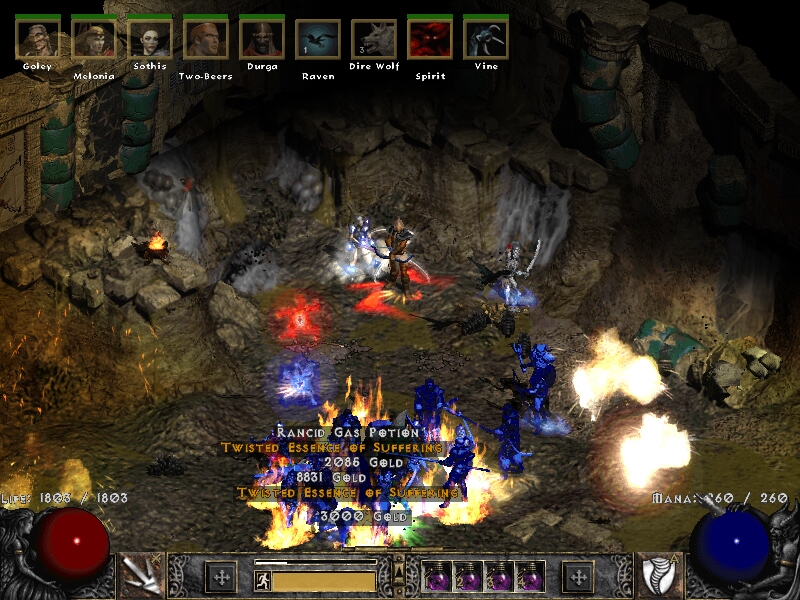 Goley
Melonia
Sothis
Two-Beers
Durga
1
Raven
3
Dire Wolf
Spirit
Vine
Rancid Gas Potion
Twisted Essence of Suffering
2086 Gold
8831 Gold
Twisted Essence of Suffering
3000 Gold
Life: 1803 / 1803
Mana: 260 / 260